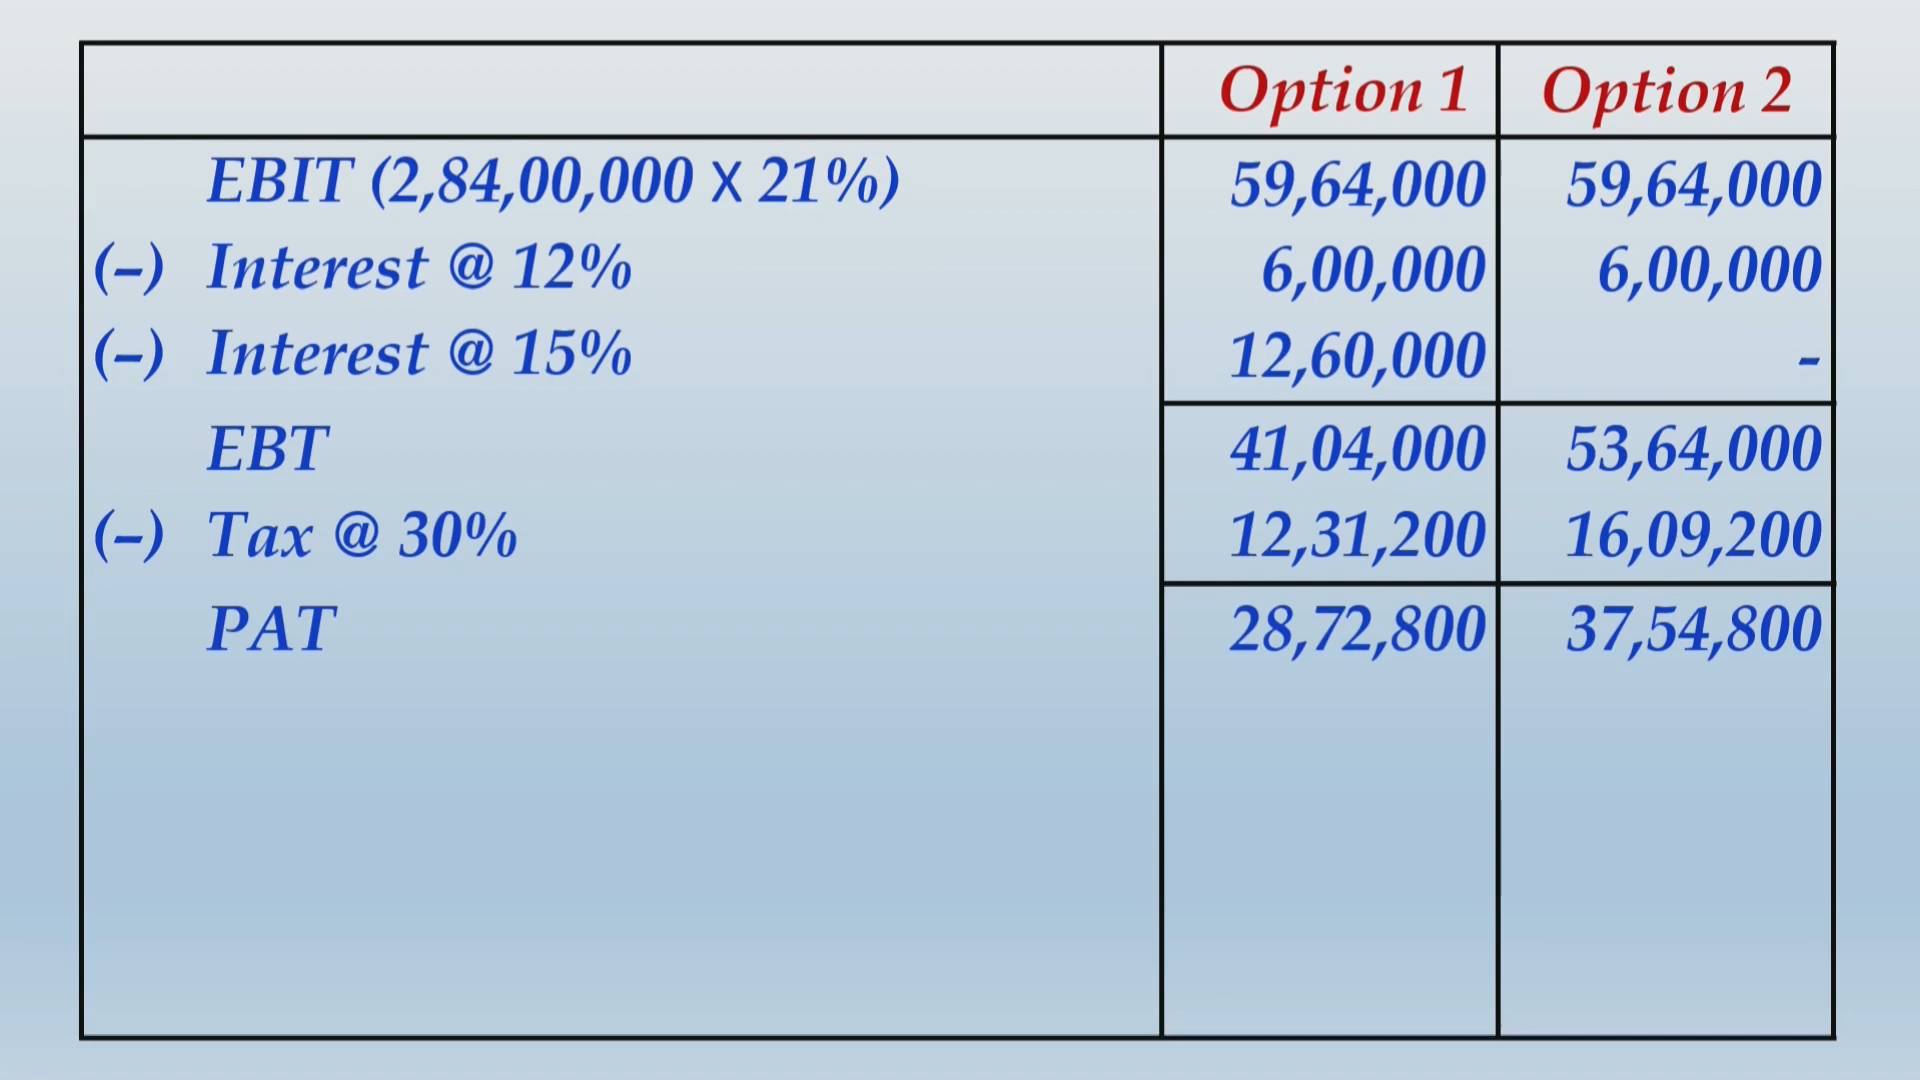 Option 1 Option 2
EBIT (2,84,00,000 X 21%) 59,64,000 59,64,000
(–) Interest @ 12% 6,00,000 6,00,000
(–) Interest @ 15% 12,60,000 -
EBT 41,04,000 53,64,000
(–) Tax @ 30% 12,31,200 16,09,200
PAT 28,72,800 37,54,800